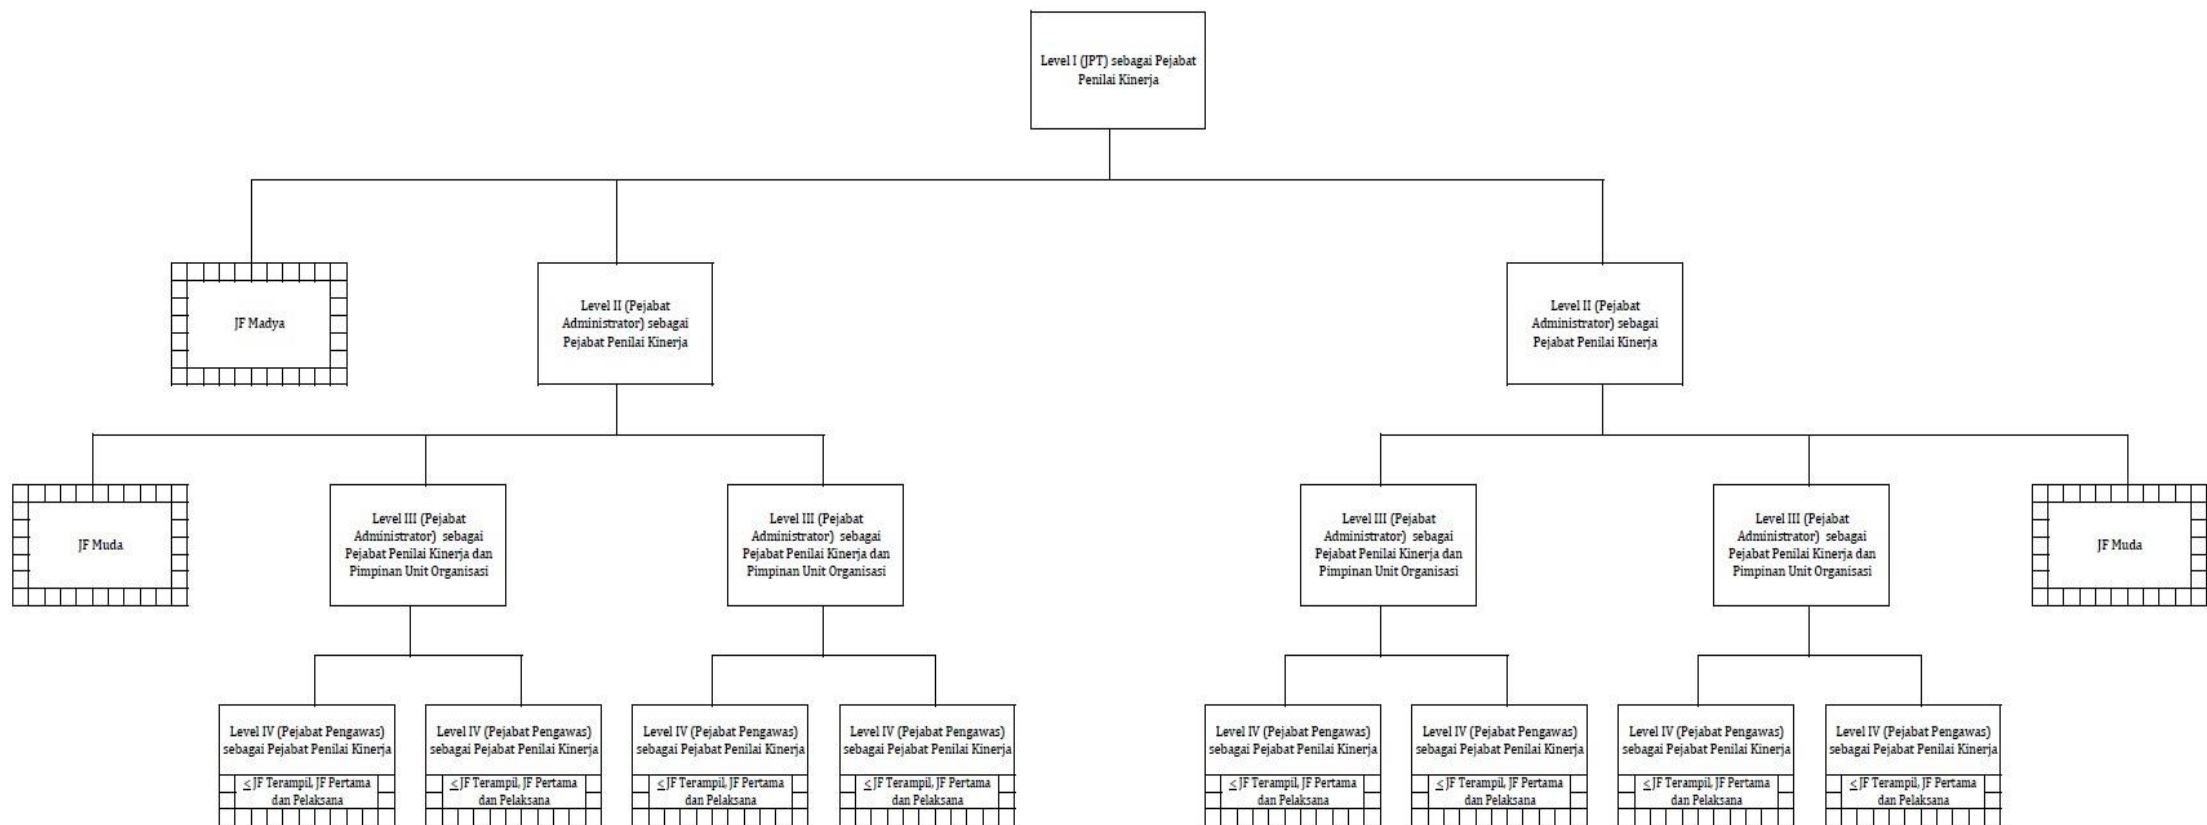 Level I (JPT) sebagai Pejabat
Penilai Kinerja
JF Madya
Level II (Pejabat
Administrator) sebagai
Pejabat Penilai Kinerja
Level II (Pejabat
Administrator) sebagai
Pejabat Penilai Kinerja
JF Muda
Level III (Pejabat
Administrator) sebagai
Pejabat Penilai Kinerja dan
Pimpinan Unit Organisasi
Level III (Pejabat
Administrator) sebagai
Pejabat Penilai Kinerja dan
Pimpinan Unit Organisasi
Level III (Pejabat
Administrator) sebagai
Pejabat Penilai Kinerja dan
Pimpinan Unit Organisasi
Level III (Pejabat
Administrator) sebagai
Pejabat Penilai Kinerja dan
Pimpinan Unit Organisasi
JF Muda
Level IV (Pejabat Pengawas)
sebagai Pejabat Penilai Kinerja
≤ JF Terampil, JF Pertama
dan Pelaksana
Level IV (Pejabat Pengawas)
sebagai Pejabat Penilai Kinerja
≤ JF Terampil, JF Pertama
dan Pelaksana
Level IV (Pejabat Pengawas)
sebagai Pejabat Penilai Kinerja
≤ JF Terampil, JF Pertama
dan Pelaksana
Level IV (Pejabat Pengawas)
sebagai Pejabat Penilai Kinerja
≤ JF Terampil, JF Pertama
dan Pelaksana
Level IV (Pejabat Pengawas)
sebagai Pejabat Penilai Kinerja
≤ JF Terampil, JF Pertama
dan Pelaksana
Level IV (Pejabat Pengawas)
sebagai Pejabat Penilai Kinerja
≤ JF Terampil, JF Pertama
dan Pelaksana
Level IV (Pejabat Pengawas)
sebagai Pejabat Penilai Kinerja
≤ JF Terampil, JF Pertama
dan Pelaksana
Level IV (Pejabat Pengawas)
sebagai Pejabat Penilai Kinerja
≤ JF Terampil, JF Pertama
dan Pelaksana